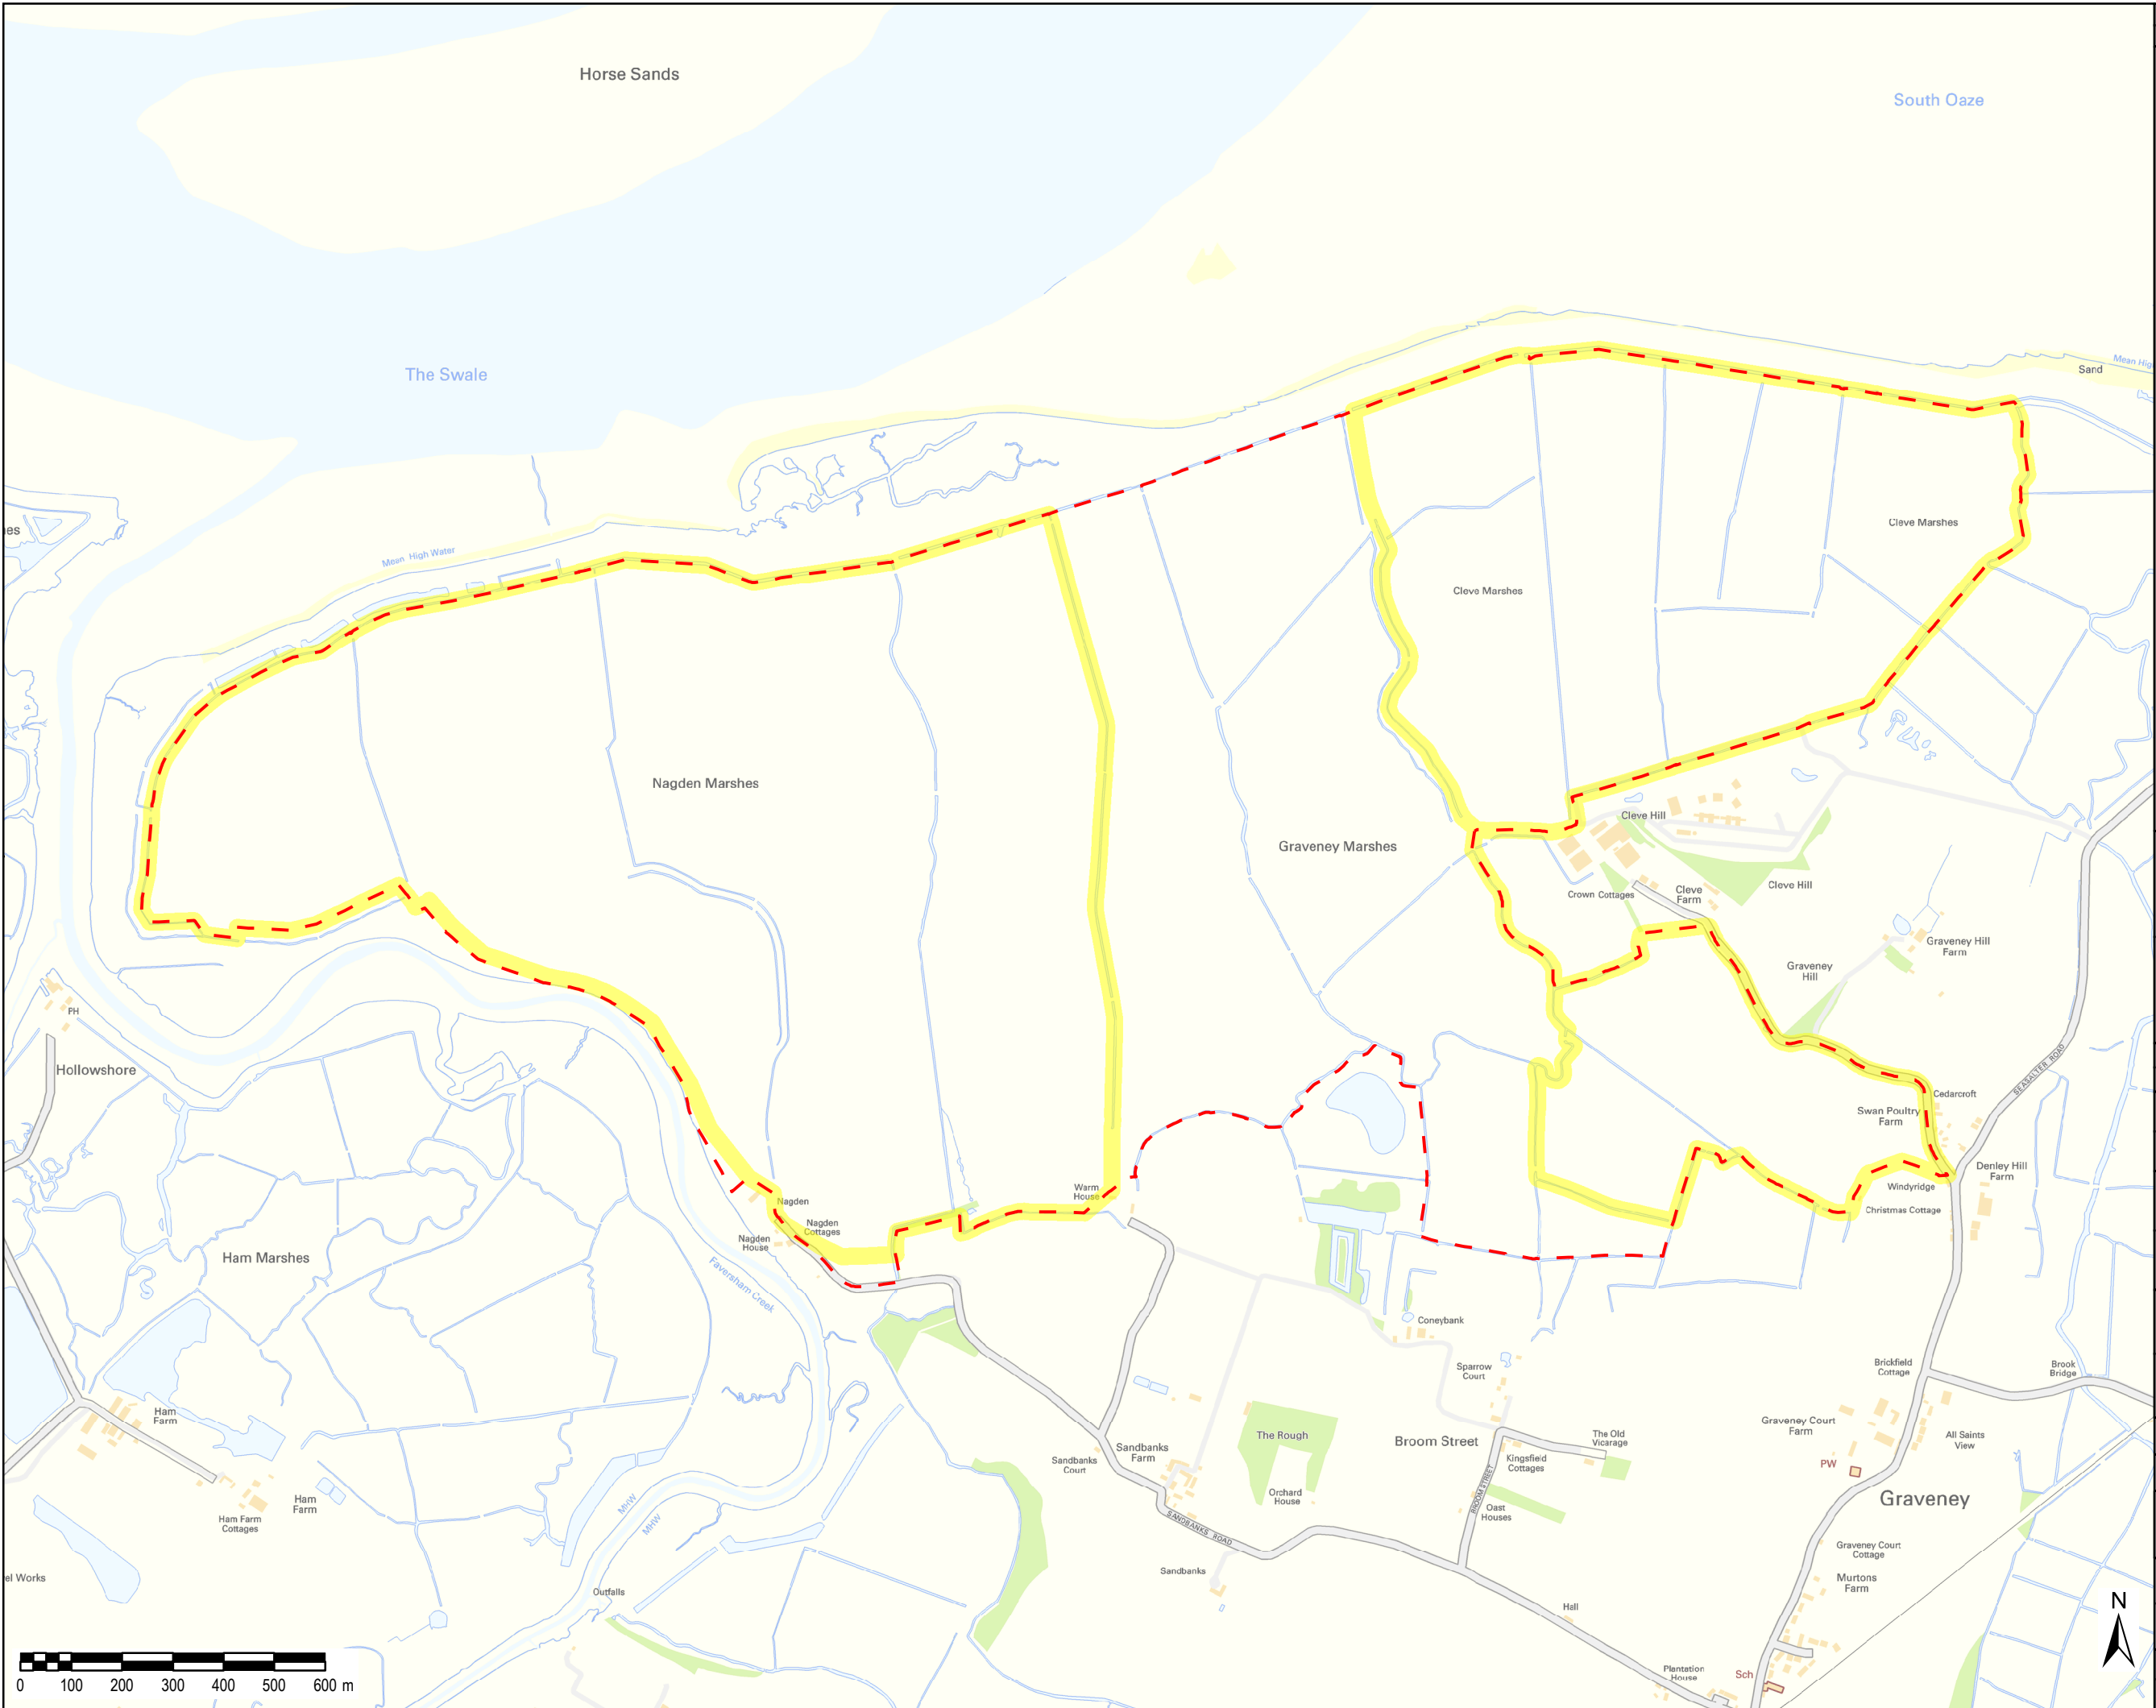 Horse Sands
South Oaze
The Swale
Mean
Sand
Mean High Water
Cleve Marshes
Cleve Marshes
Nagden Marshes
Graveney Marshes
Cleve Hill
Crown Cottages
Cleve
Farm
Cleve Hill
Graveney Hill
Farm
Graveney
Hill
PH
Hollowshore
SEASALTER ROAD
Cedarcroft
Swan Poultry
Farm
Denley Hill
Farm
Windyridge
Christmas Cottage
Warm
House
Nagden
Nagden
Cottages
Nagden
House
Ham Marshes
Faversham Creek
Coneybank
Sparrow
Court
Brickfield
Cottage
Brook
Bridge
Ham
Farm
Graveney Court
Farm
All Saints
View
The Rough
Broom Street
The Old
Vicarage
Kingsfield
Cottages
Sandbanks
Farm
Sandbanks
Court
PW
Orchard
House
BROOM STREET
Oast
Houses
Graveney
Ham
Farm
Ham Farm
Cottages
MHW
MHW
SANDBANKS ROAD
Graveney Court
Cottage
Sandbanks
Murtons
Farm
el Works
Outfalls
Hall
N
Plantation
House
Sch
0 100 200 300 400 500 600 m